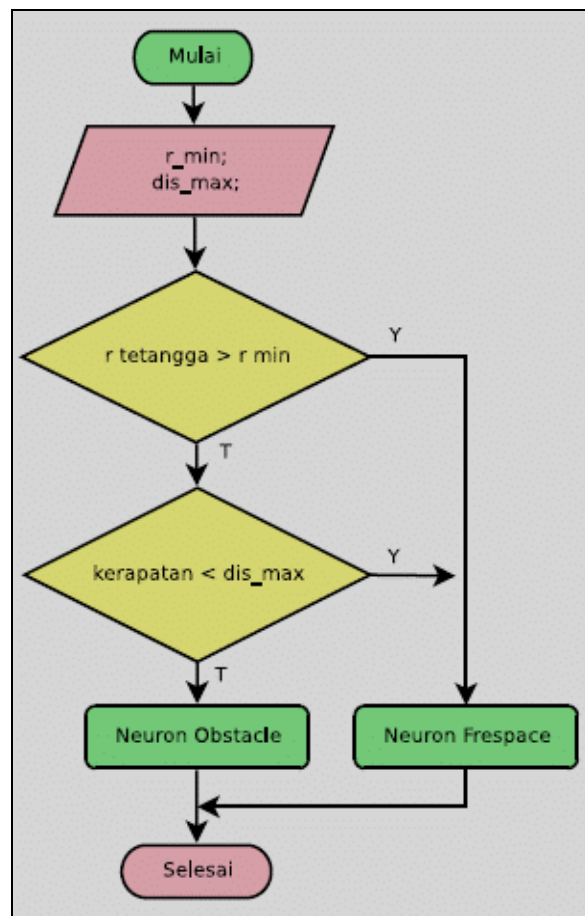 Mulai
r_min;
dis_max;
r tetangga > r min
Y
T
kerapatan < dis_max
Y
T
Neuron Obstacle
Neuron Frespace
Selesai